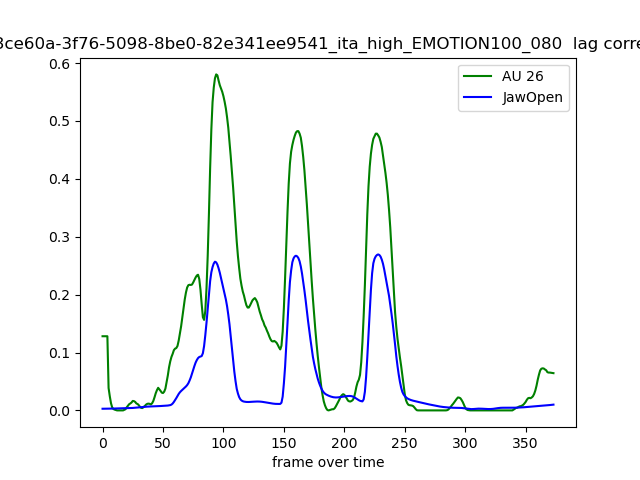 3ce60a-3f76-5098-8be0-82e341ee9541_ita_high_EMOTION100_080 lag corre
AU 26
JawOpen
0.6
0.5
0.4
0.3
0.2
0.1
0.0
0 50 100 150 200 250 300 350
frame over time